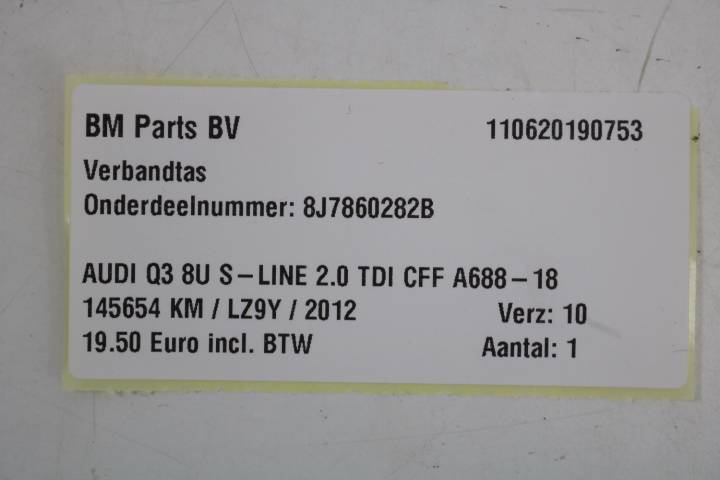 BM Parts BV 110620190753
Verbandtas
Onderdeelnummer: 8J7860282B
AUDI Q3 8U S-LINE 2.0 TDI CFF A688-18
145654 KM / LZ9Y / 2012 Verz: 10
19.50 Euro incl. BTW Aantal: 1